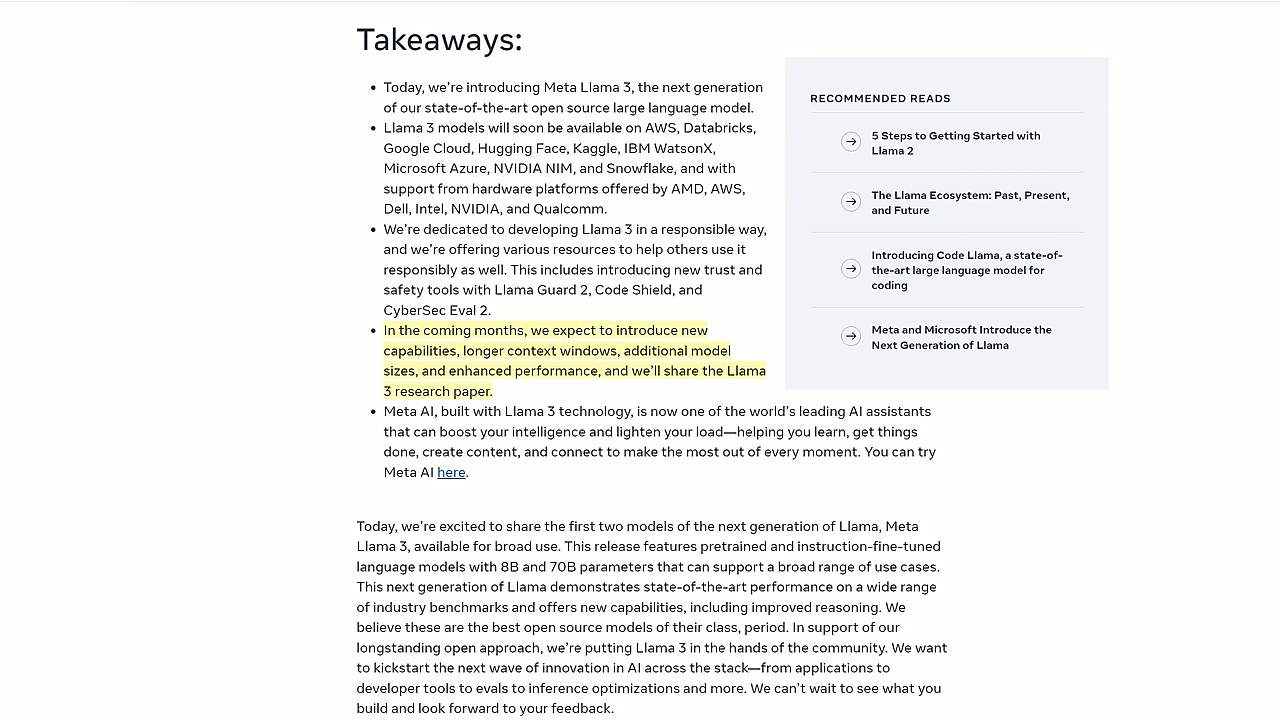 Takeaways:
• Today, we're introducing Meta Llama 3, the next generation
of our state-of-the-art open source large language model.
• Llama 3 models will soon be available on AWS, Databricks,
Google Cloud, Hugging Face, Kaggle, IBM WatsonX,
Microsoft Azure, NVIDIA NIM, and Snowflake, and with
support from hardware platforms offered by AMD, AWS,
Dell, Intel, NVIDIA, and Qualcomm.
• We're dedicated to developing Llama 3 in a responsible way,
and we're offering various resources to help others use it
responsibly as well. This includes introducing new trust and
safety tools with Llama Guard 2, Code Shield, and
CyberSec Eval 2.
• In the coming months, we expect to introduce new
capabilities, longer context windows, additional model
sizes, and enhanced performance, and we'll share the Llama
3 research paper.
• Meta AI, built with Llama 3 technology, is now one of the world's leading AI assistants
that can boost your intelligence and lighten your load—helping you learn, get things
done, create content, and connect to make the most out of every moment. You can try
Meta AI here.
RECOMMENDED READS
5 Steps to Getting Started with
Llama 2
The Llama Ecosystem: Past, Present,
and Future
Introducing Code Llama, a state-of-
the-art large language model for
coding
Meta and Microsoft Introduce the
Next Generation of Llama
Today, we're excited to share the first two models of the next generation of Llama, Meta
Llama 3, available for broad use. This release features pretrained and instruction-fine-tuned
language models with 8B and 70B parameters that can support a broad range of use cases.
This next generation of Llama demonstrates state-of-the-art performance on a wide range
of industry benchmarks and offers new capabilities, including improved reasoning. We
believe these are the best open source models of their class, period. In support of our
longstanding open approach, we're putting Llama 3 in the hands of the community. We want
to kickstart the next wave of innovation in AI across the stack—from applications to
developer tools to evals to inference optimizations and more. We can't wait to see what you
build and look forward to your feedback.